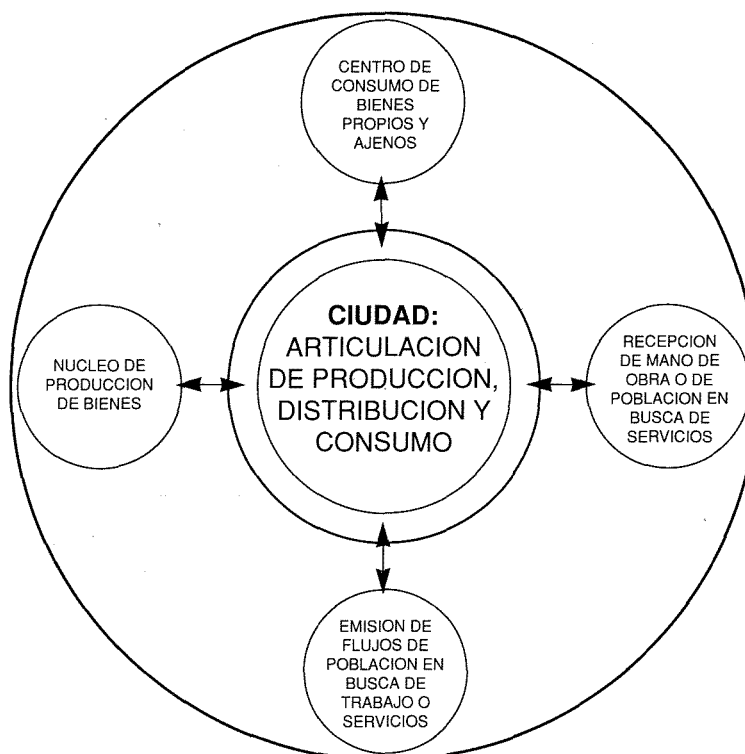 CENTRO DE
CONSUMO DE
BIENES
PROPIOS Y
AJENOS
NUCLEO DE
PRODUCCION
DE BIENES
CIUDAD:
ARTICULACION
DE PRODUCCION,
DISTRIBUCION Y
CONSUMO
RECEPCION
DE MANO DE
OBRA O DE
POBLACION EN
BUSCA DE
SERVICIOS
EMISION DE
FLUJOS DE
POBLACION EN
BUSCA DE
TRABAJO O
SERVICIOS